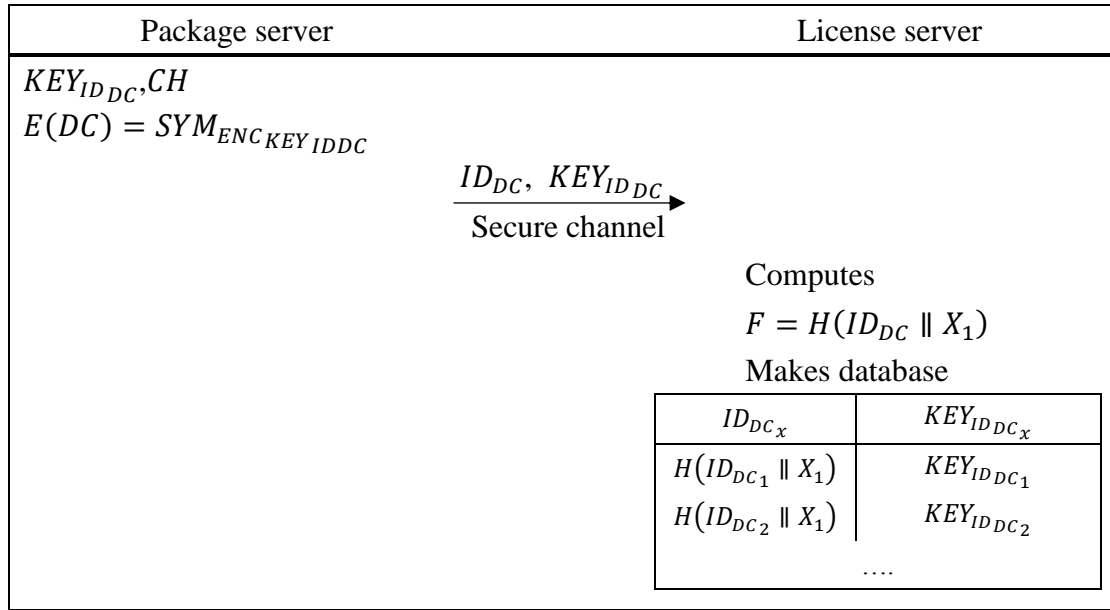 Package server License server
KEY_{ID_{DC}},CH
E(DC) = SYM_{ENC_{KEY_{IDDC}}}
ID_{DC}, KEY_{ID_{DC}}
Secure channel
Computes
F = H(ID_{DC} ∥ X_1)
Makes database
ID_{DC_x} KEY_{ID_{DC_x}}
H(ID_{DC_1} ∥ X_1) KEY_{ID_{DC_1}}
H(ID_{DC_2} ∥ X_1) KEY_{ID_{DC_2}}
....